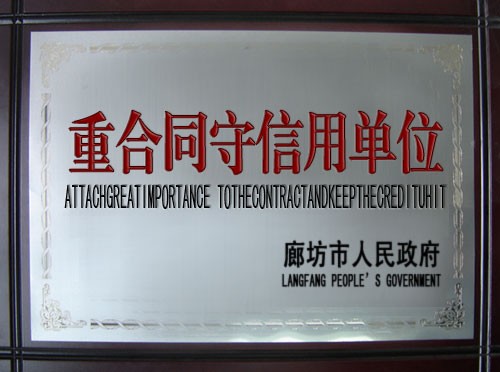 重合同守信用单位
ATTACHGREATIMPORTANCE TOTHECONTRACTANDKEEPTHECREDITUHIT
廊坊市人民政府
LANGFANG PEOPLE'S GOVERNMENT